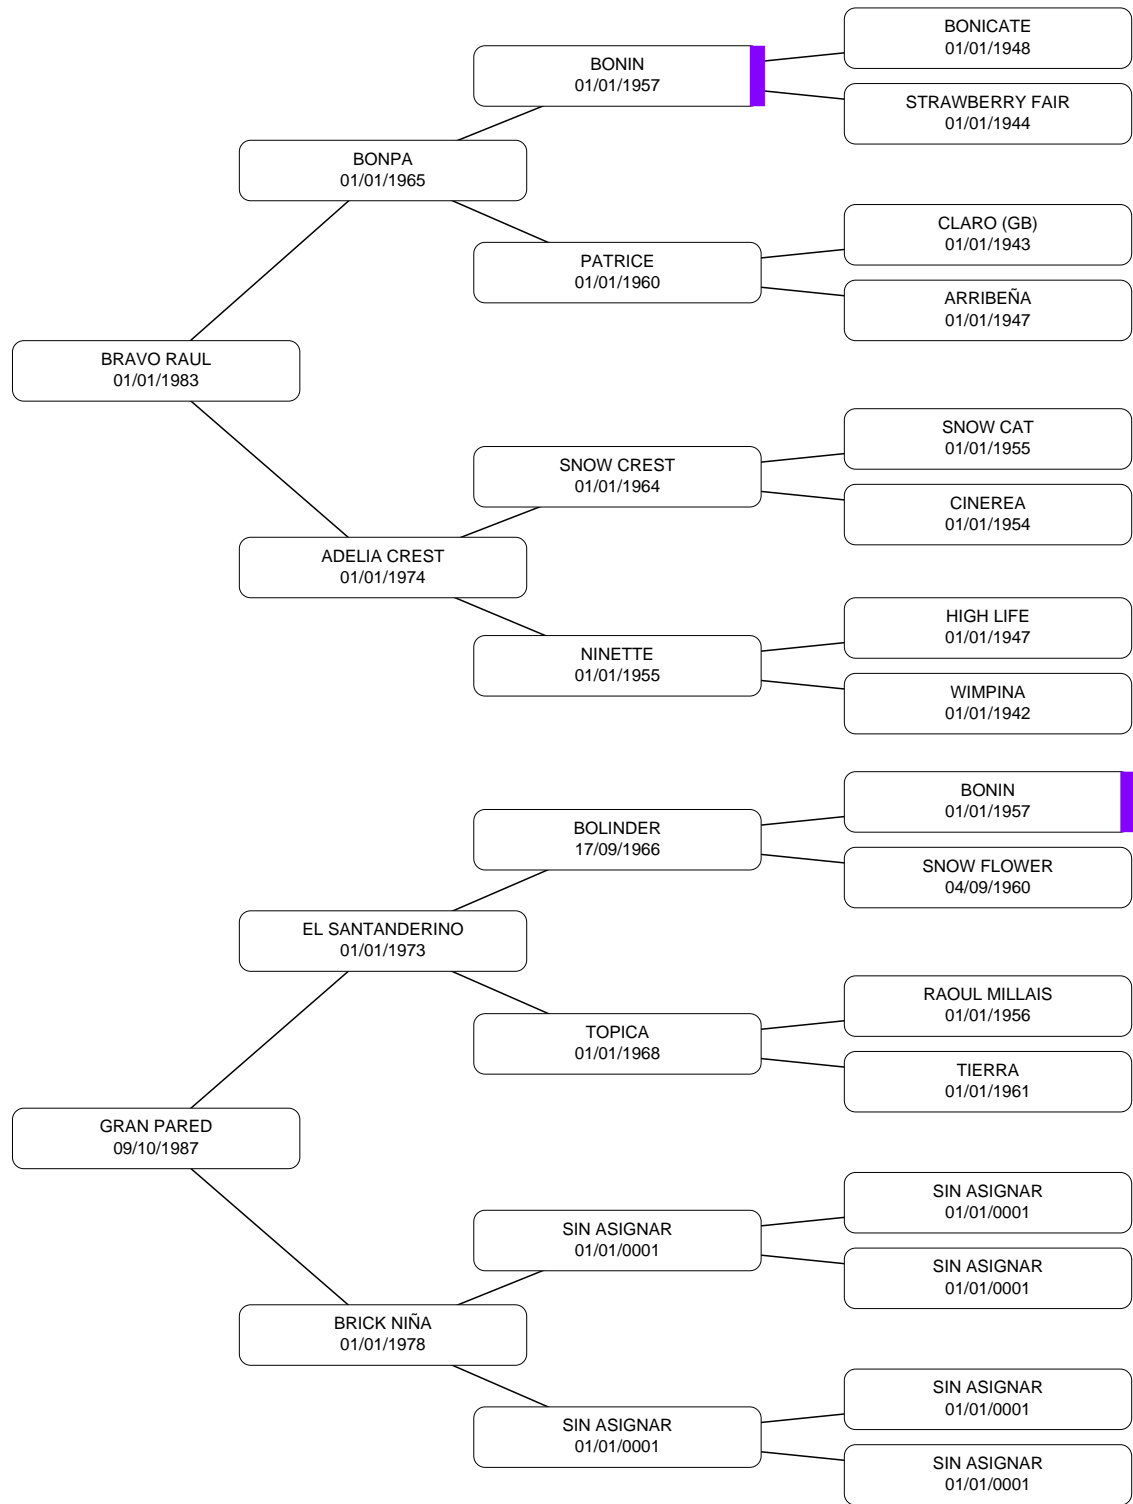 BONICATE
01/01/1948
BONIN
01/01/1957
STRAWBERRY FAIR
01/01/1944
BONPA
01/01/1965
CLARO (GB)
01/01/1943
PATRICE
01/01/1960
ARRIBEÑA
01/01/1947
BRAVO RAUL
01/01/1983
SNOW CAT
01/01/1955
SNOW CREST
01/01/1964
CINEREA
01/01/1954
ADELIA CREST
01/01/1974
HIGH LIFE
01/01/1947
NINETTE
01/01/1955
WIMPINA
01/01/1942
BONIN
01/01/1957
BOLINDER
17/09/1966
SNOW FLOWER
04/09/1960
EL SANTANDERINO
01/01/1973
RAOUL MILLAIS
01/01/1956
TOPICA
01/01/1968
TIERRA
01/01/1961
GRAN PARED
09/10/1987
SIN ASIGNAR
01/01/0001
SIN ASIGNAR
01/01/0001
SIN ASIGNAR
01/01/0001
BRICK NIÑA
01/01/1978
SIN ASIGNAR
01/01/0001
SIN ASIGNAR
01/01/0001
SIN ASIGNAR
01/01/0001